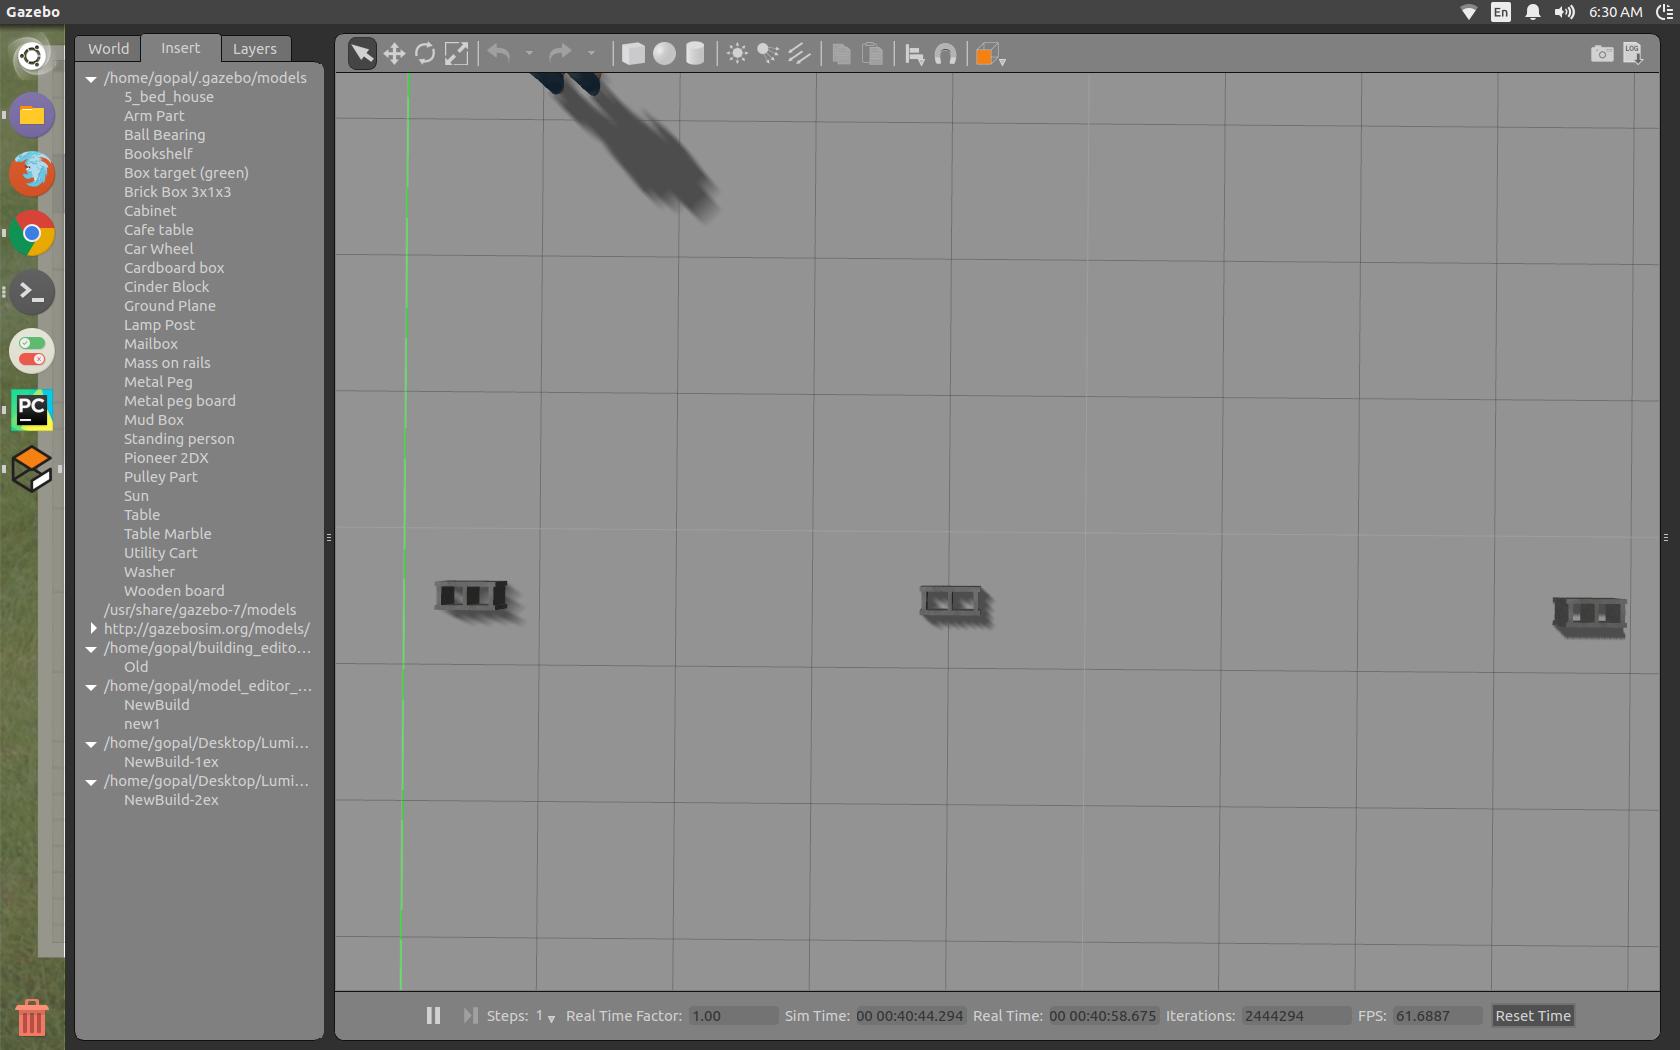 Gazebo
En
6:30 AM
World Insert Layers
LOG
/home/gopal/.gazebo/models
5_bed_house
Arm Part
Ball Bearing
Bookshelf
Box target (green)
Brick Box 3x1x3
Cabinet
Cafe table
Car Wheel
Cardboard box
Cinder Block
Ground Plane
Lamp Post
Mailbox
Mass on rails
Metal Peg
Metal peg board
Mud Box
Standing person
Pioneer 2DX
Pulley Part
Sun
Table
Table Marble
Utility Cart
Washer
Wooden board
/usr/share/gazebo-7/models
http://gazebosim.org/models/
/home/gopal/building_edito...
Old
/home/gopal/model_editor_...
NewBuild
new1
/home/gopal/Desktop/Lumi...
NewBuild-1ex
/home/gopal/Desktop/Lumi...
NewBuild-2ex
PC
Steps: 1 Real Time Factor: 1.00 Sim Time: 00 00:40:44.294 Real Time: 00 00:40:58.675 Iterations: 2444294 FPS: 61.6887 Reset Time